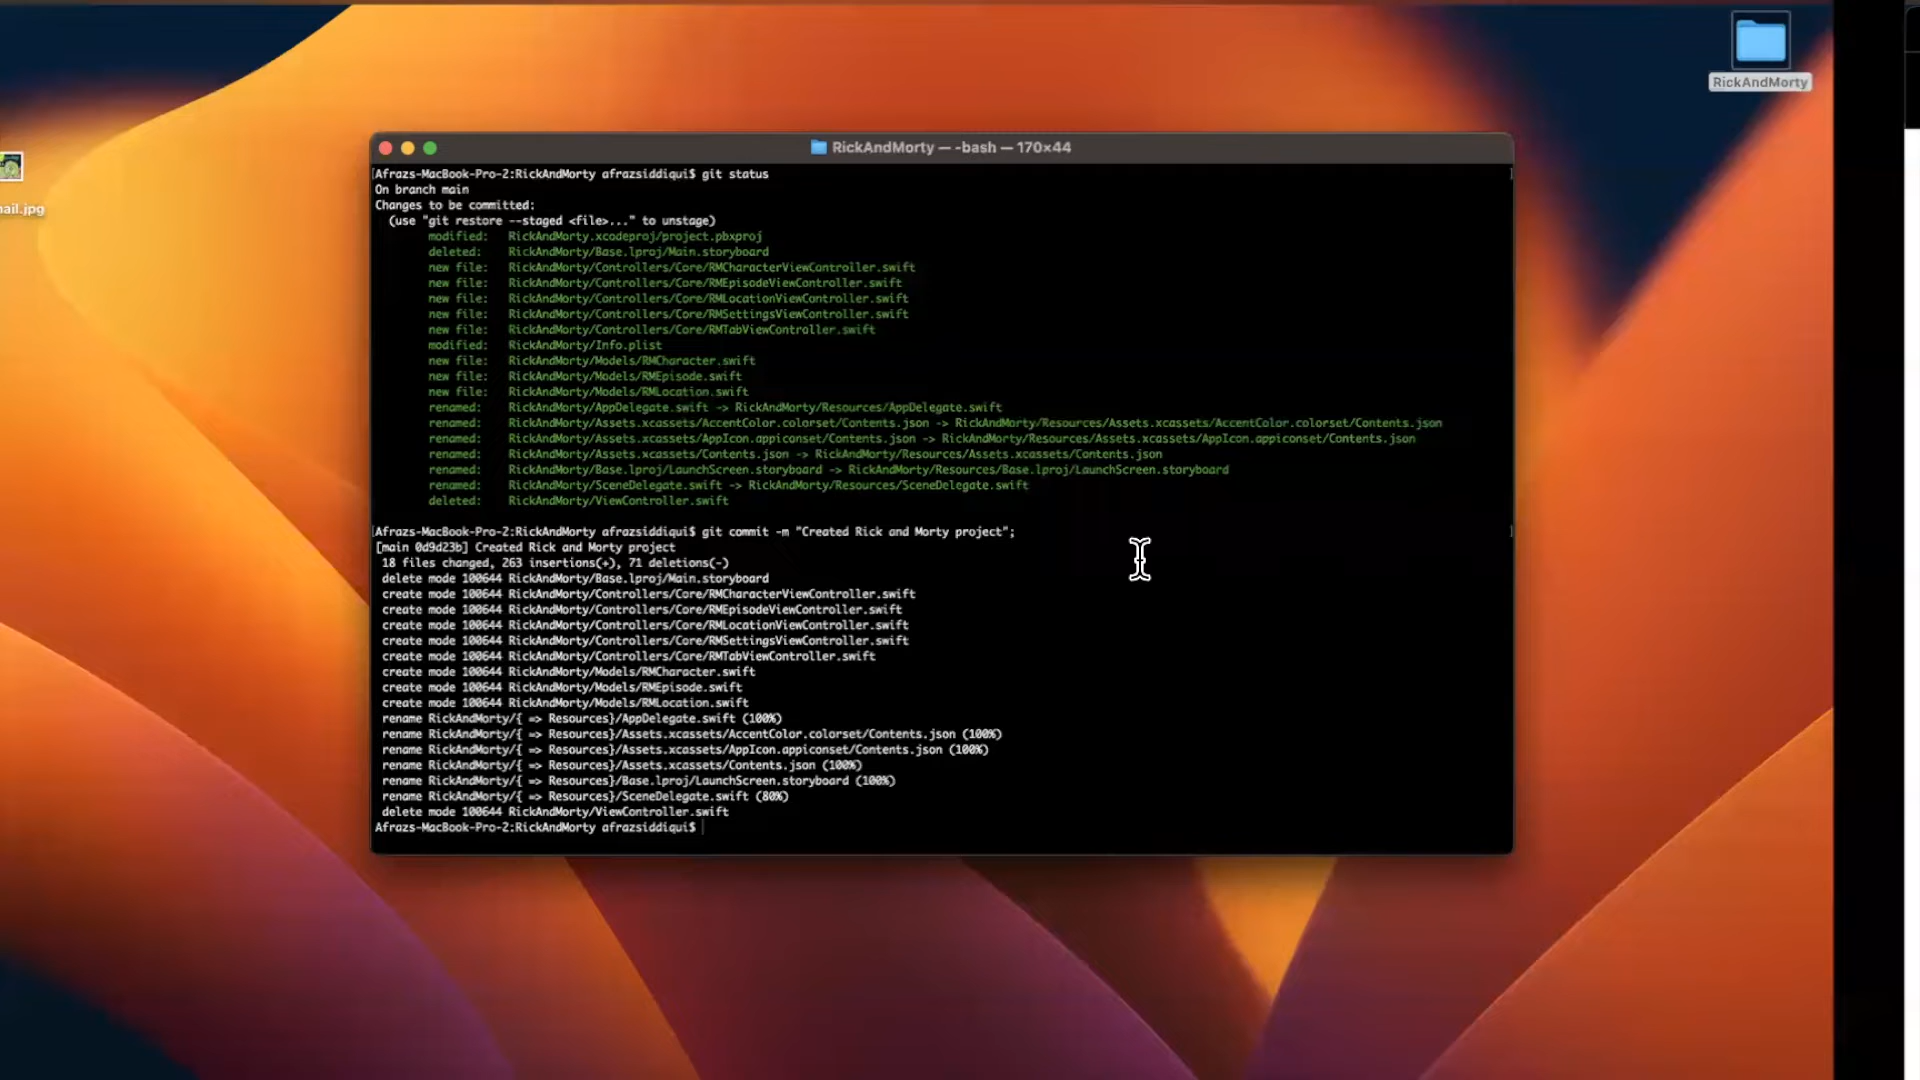 RickAndMorty
ail.jpg
RickAndMorty — -bash — 170×44
Afrazs-MacBook-Pro-2:RickAndMorty afrazsiddiqui$ git status
On branch main
Changes to be committed:
(use "git restore --staged <file>..." to unstage)
modified: RickAndMorty.xcodeproj/project.pbxproj
deleted: RickAndMorty/Base.lproj/Main.storyboard
new file: RickAndMorty/Controllers/Core/RMCharacterViewController.swift
new file: RickAndMorty/Controllers/Core/RMEpisodeViewController.swift
new file: RickAndMorty/Controllers/Core/RMLocationViewController.swift
new file: RickAndMorty/Controllers/Core/RMSettingsViewController.swift
new file: RickAndMorty/Controllers/Core/RMTabViewController.swift
modified: RickAndMorty/Info.plist
new file: RickAndMorty/Models/RMCharacter.swift
new file: RickAndMorty/Models/RMEpisode.swift
new file: RickAndMorty/Models/RMLocation.swift
renamed: RickAndMorty/AppDelegate.swift -> RickAndMorty/Resources/AppDelegate.swift
renamed: RickAndMorty/Assets.xcassets/AccentColor.colorset/Contents.json -> RickAndMorty/Resources/Assets.xcassets/AccentColor.colorset/Contents.json
renamed: RickAndMorty/Assets.xcassets/AppIcon.appiconset/Contents.json -> RickAndMorty/Resources/Assets.xcassets/AppIcon.appiconset/Contents.json
renamed: RickAndMorty/Assets.xcassets/Contents.json -> RickAndMorty/Resources/Assets.xcassets/Contents.json
renamed: RickAndMorty/Base.lproj/LaunchScreen.storyboard -> RickAndMorty/Resources/Base.lproj/LaunchScreen.storyboard
renamed: RickAndMorty/SceneDelegate.swift -> RickAndMorty/Resources/SceneDelegate.swift
deleted: RickAndMorty/ViewController.swift
Afrazs-MacBook-Pro-2:RickAndMorty afrazsiddiqui$ git commit -m "Created Rick and Morty project";
[main 0d9d23b] Created Rick and Morty project
18 files changed, 263 insertions(+), 71 deletions(-)
delete mode 100644 RickAndMorty/Base.lproj/Main.storyboard
create mode 100644 RickAndMorty/Controllers/Core/RMCharacterViewController.swift
create mode 100644 RickAndMorty/Controllers/Core/RMEpisodeViewController.swift
create mode 100644 RickAndMorty/Controllers/Core/RMLocationViewController.swift
create mode 100644 RickAndMorty/Controllers/Core/RMSettingsViewController.swift
create mode 100644 RickAndMorty/Controllers/Core/RMTabViewController.swift
create mode 100644 RickAndMorty/Models/RMCharacter.swift
create mode 100644 RickAndMorty/Models/RMEpisode.swift
create mode 100644 RickAndMorty/Models/RMLocation.swift
rename RickAndMorty/{ => Resources}/AppDelegate.swift (100%)
rename RickAndMorty/{ => Resources}/Assets.xcassets/AccentColor.colorset/Contents.json (100%)
rename RickAndMorty/{ => Resources}/Assets.xcassets/AppIcon.appiconset/Contents.json (100%)
rename RickAndMorty/{ => Resources}/Assets.xcassets/Contents.json (100%)
rename RickAndMorty/{ => Resources}/Base.lproj/LaunchScreen.storyboard (100%)
rename RickAndMorty/{ => Resources}/SceneDelegate.swift (80%)
delete mode 100644 RickAndMorty/ViewController.swift
Afrazs-MacBook-Pro-2:RickAndMorty afrazsiddiqui$